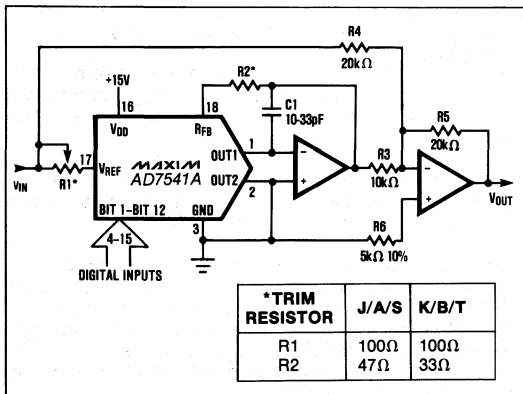 R4
20kΩ
+15V
R2*
16
18
C1
10-33pF
R5
20kΩ
VDD
RFB
1
OUT1
−
17
VREF
MAXIM
AD7541A
R3
10kΩ
−
VIN
R1*
OUT2
2
+
+
VOUT
BIT 1–BIT 12
GND
3
R6
5kΩ 10%
4–15
DIGITAL INPUTS
*TRIM RESISTOR J/A/S K/B/T
R1 100Ω 100Ω
R2 47Ω 33Ω